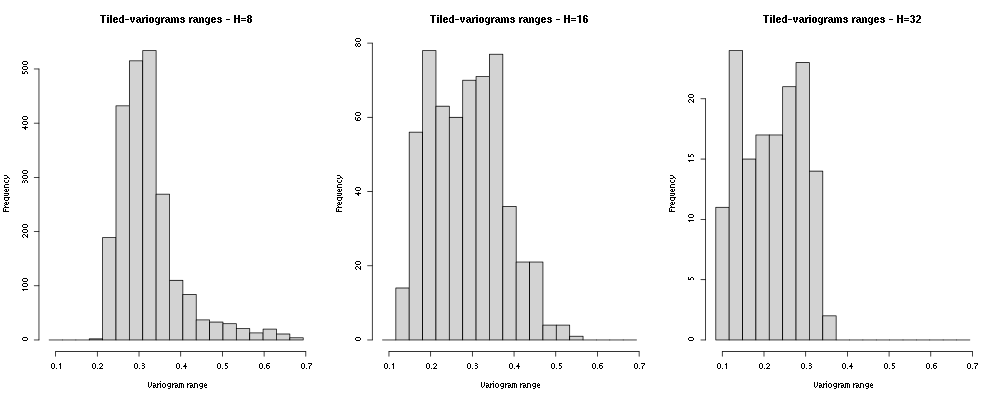 Tiled-variograms ranges - H=8
500
400
300
200
100
0
Frequency
0.1 0.2 0.3 0.4 0.5 0.6 0.7
Variogram range
Tiled-variograms ranges - H=16
80
60
40
20
0
Frequency
0.1 0.2 0.3 0.4 0.5 0.6 0.7
Variogram range
Tiled-variograms ranges - H=32
20
15
10
5
0
Frequency
0.1 0.2 0.3 0.4 0.5 0.6 0.7
Variogram range